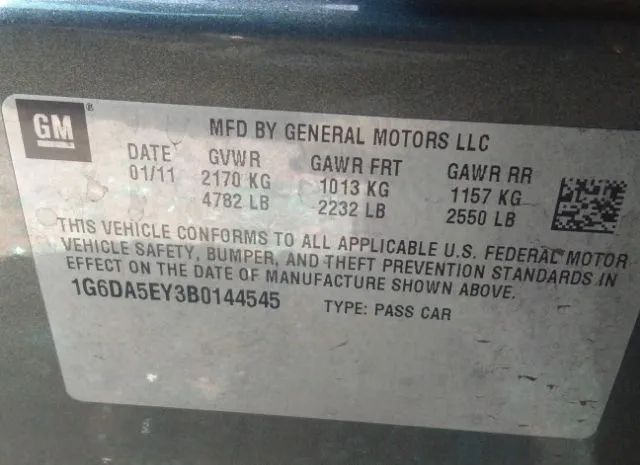 GM ®
MFD BY GENERAL MOTORS LLC
DATE GVWR GAWR FRT GAWR RR
01/11 2170 KG 1013 KG 1157 KG
4782 LB 2232 LB 2550 LB
THIS VEHICLE CONFORMS TO ALL APPLICABLE U.S. FEDERAL MOTOR
VEHICLE SAFETY, BUMPER, AND THEFT PREVENTION STANDARDS IN
EFFECT ON THE DATE OF MANUFACTURE SHOWN ABOVE.
1G6DA5EY3B0144545 TYPE: PASS CAR